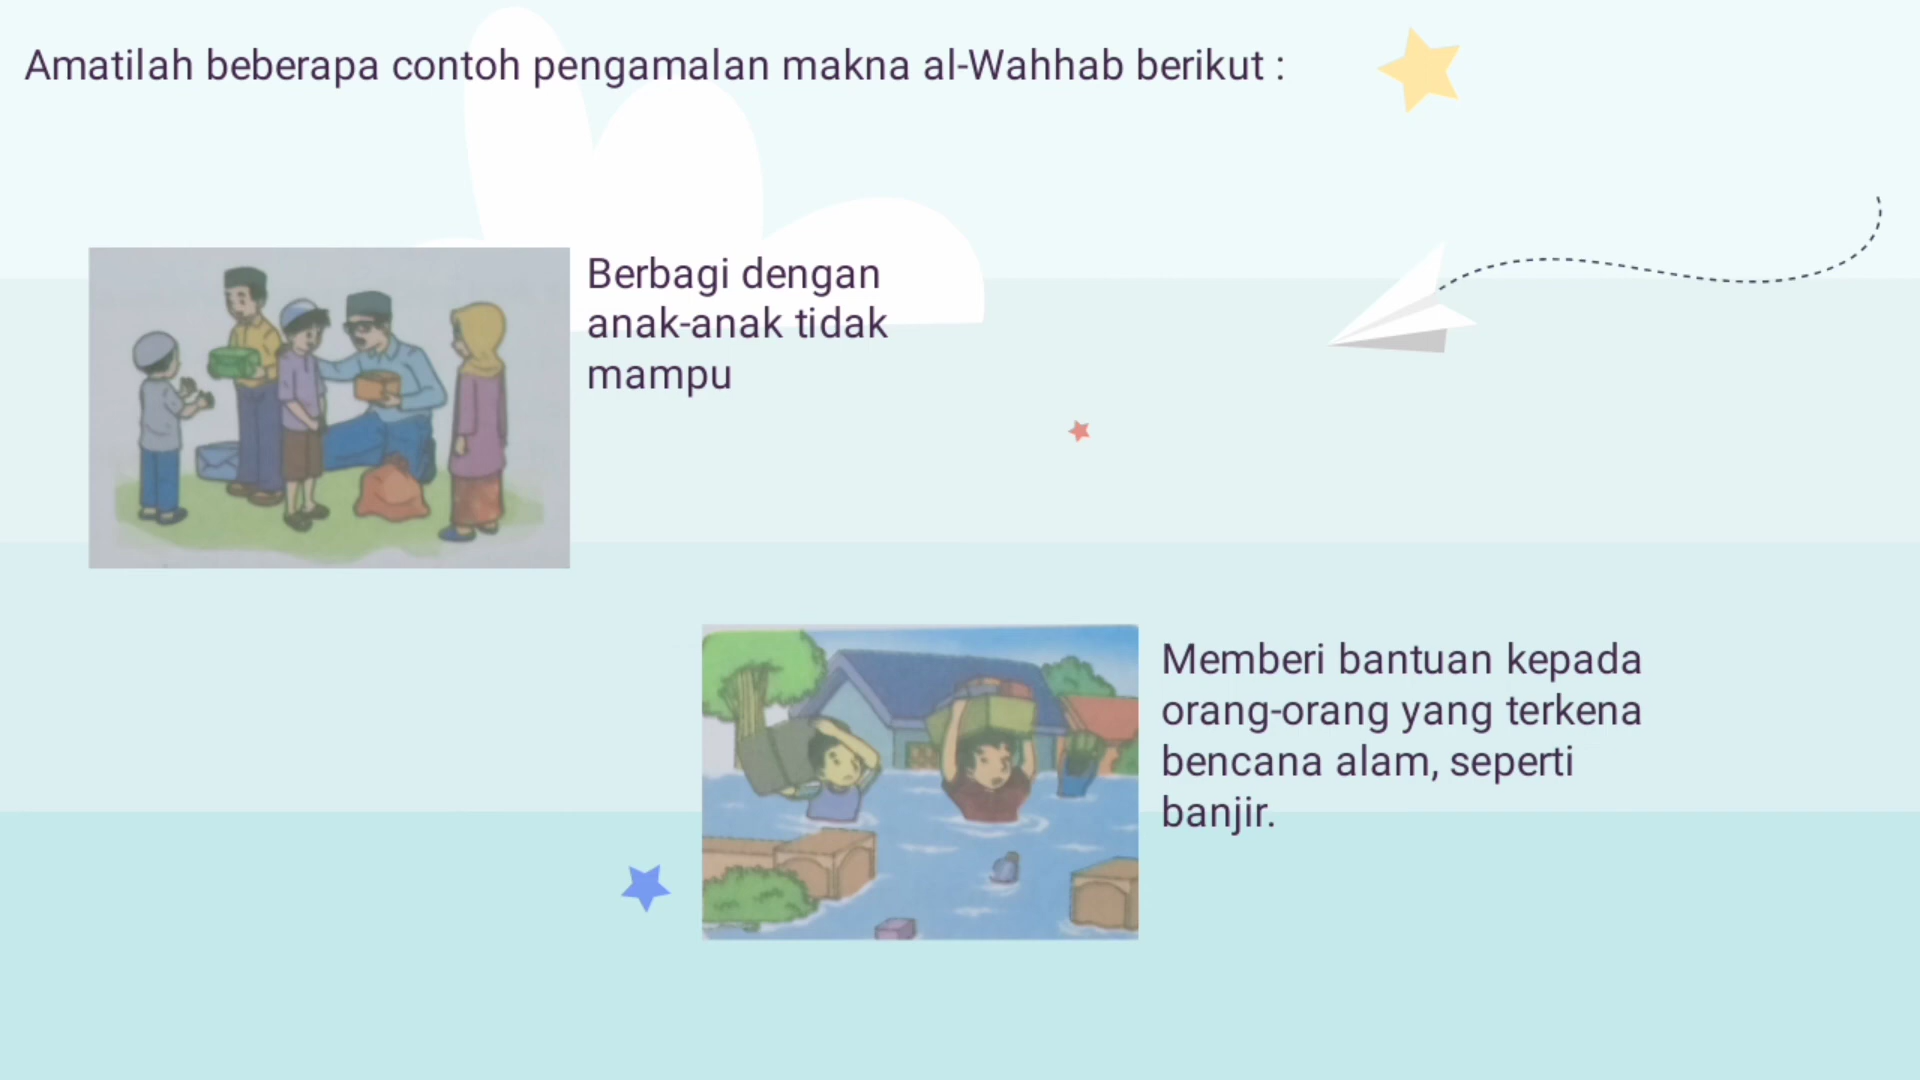 Amatilah beberapa contoh pengamalan makna al-Wahhab berikut :
Berbagi dengan
anak-anak tidak
mampu
Memberi bantuan kepada
orang-orang yang terkena
bencana alam, seperti
banjir.